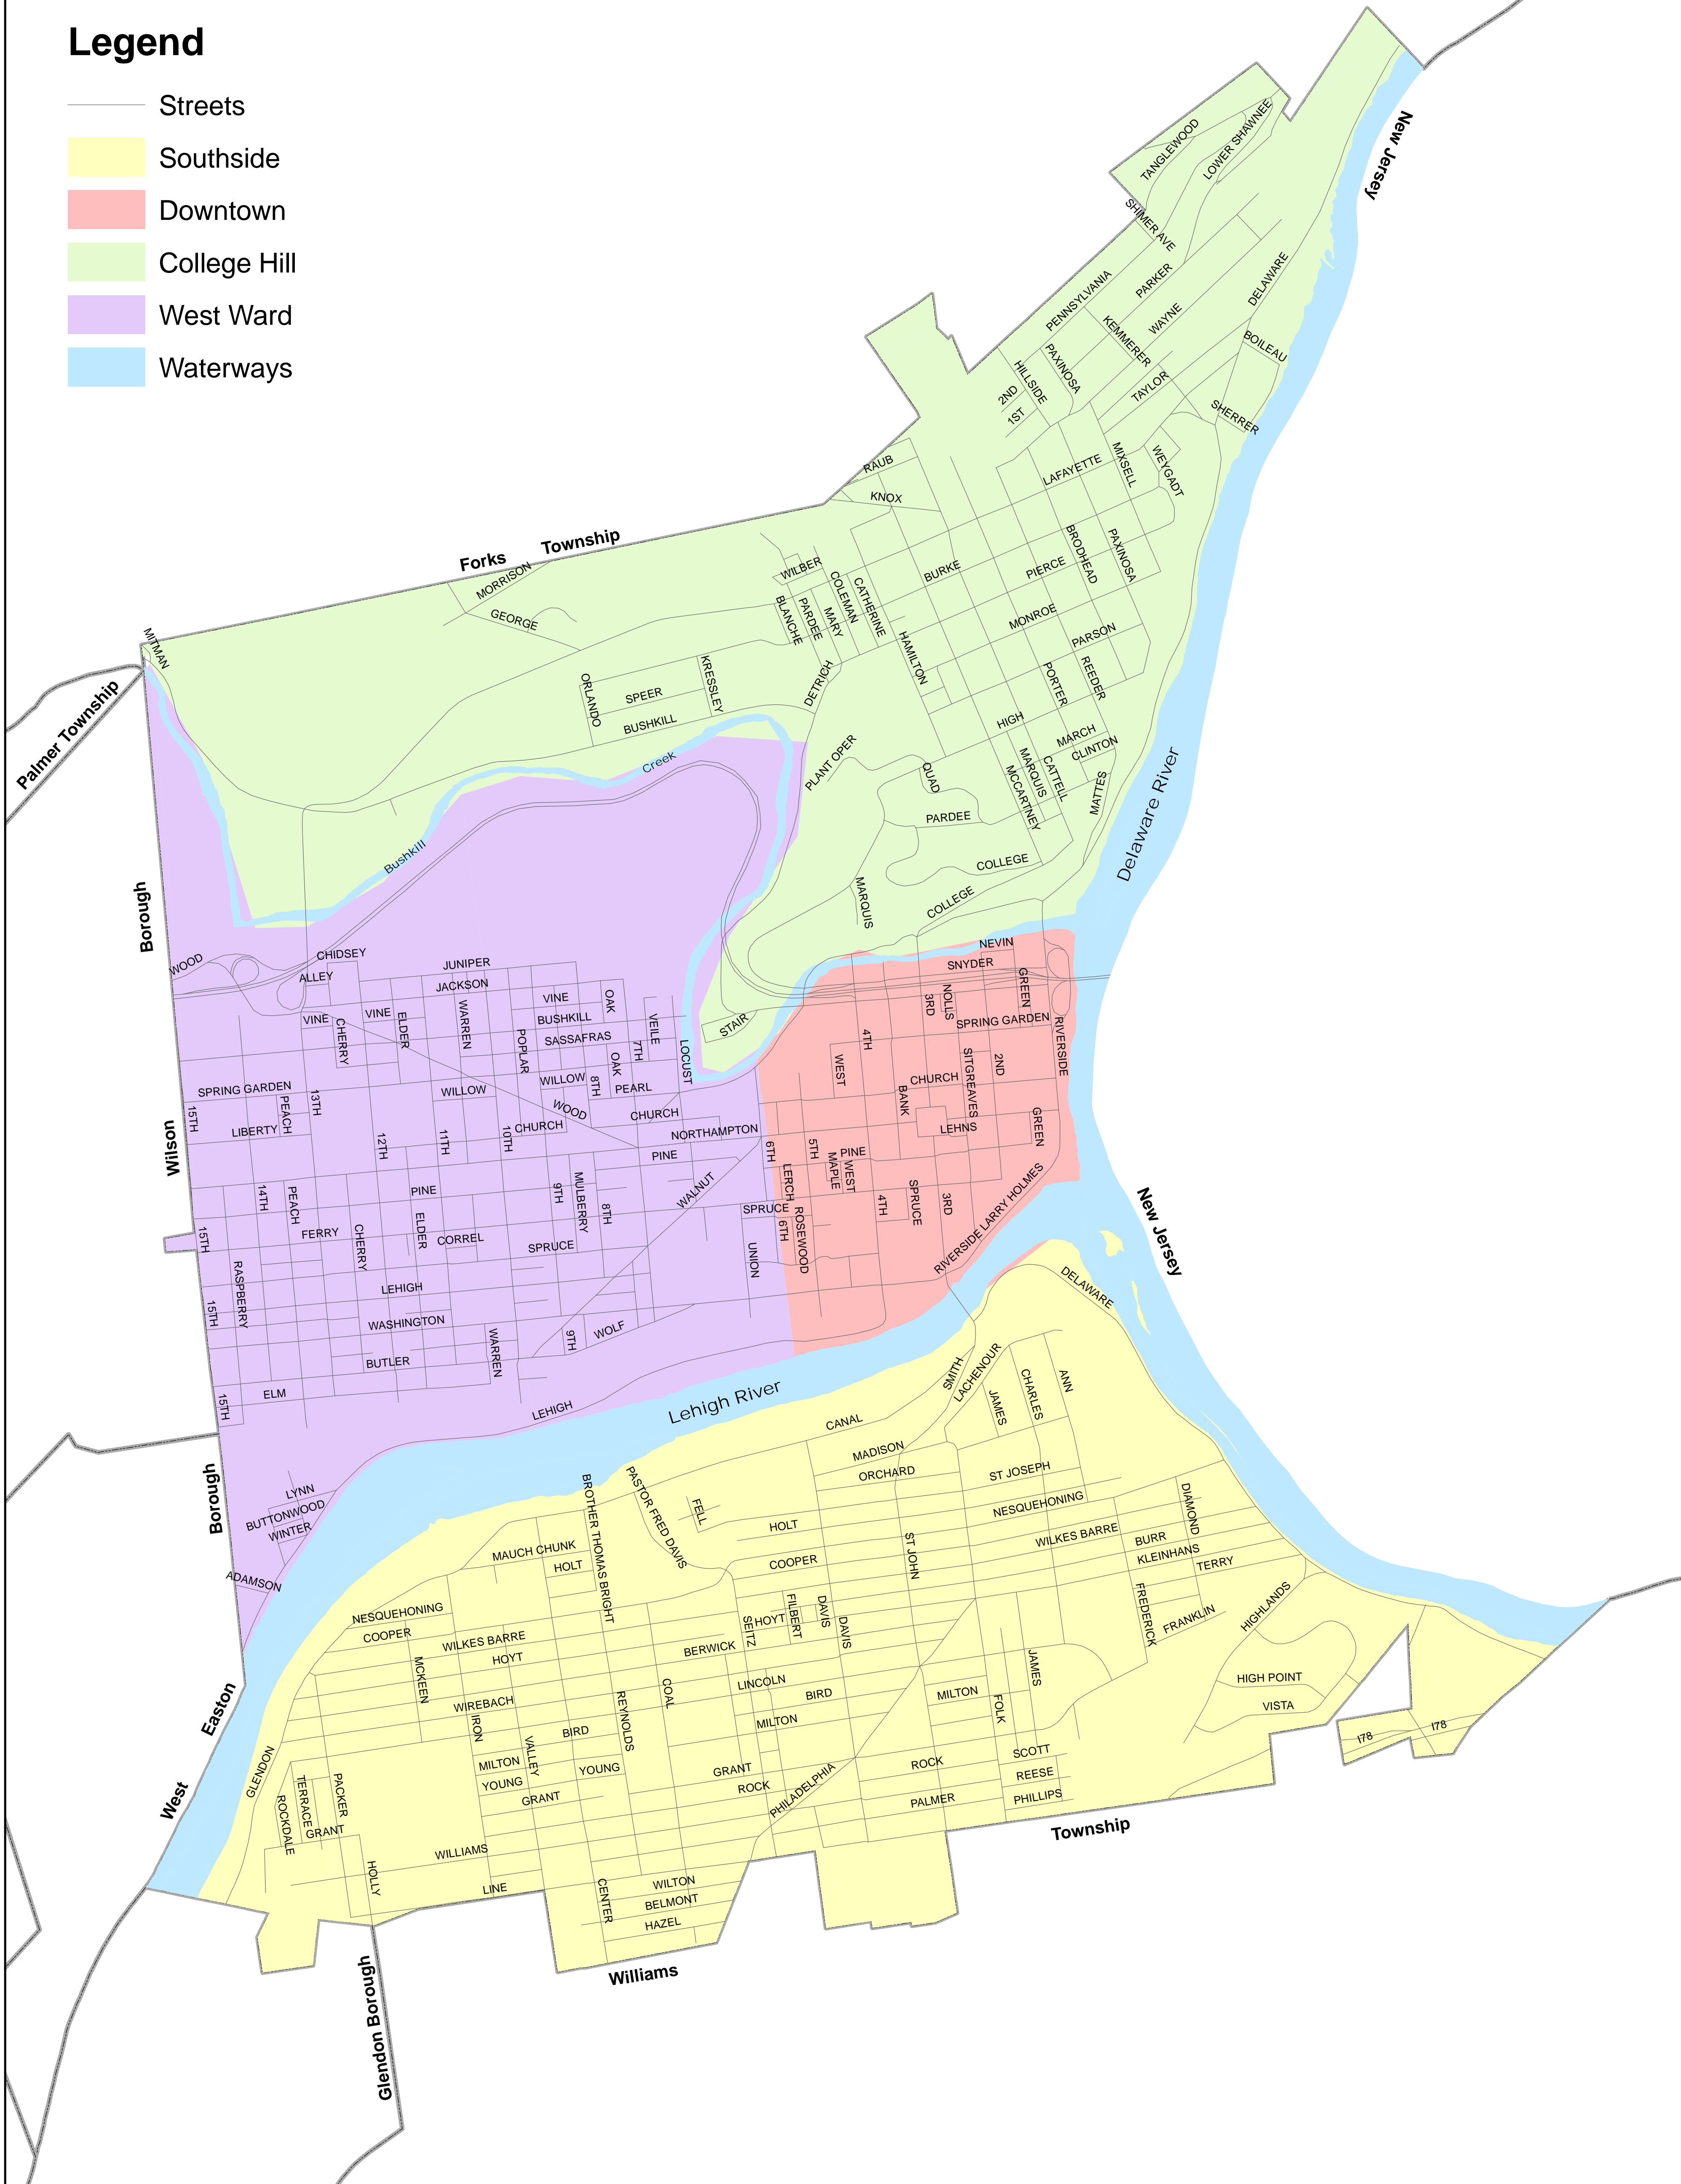 Legend
Streets
Southside
Downtown
College Hill
West Ward
Waterways
New Jersey
TANGLEWOOD
LOWER SHAWNEE
SHIMER AVE
PENNSYLVANIA
PARKER
DELAWARE
KEMMERER
WAYNE
BOILEAU
HILLSIDE
PAXINOSA
2ND
1ST
TAYLOR
SHERRER
RAUB
KNOX
LAFAYETTE
MIXSELL
WEYGADT
Forks
Township
MORRISON
GEORGE
WILBER
BLANCHE
PARDEE
MARY
COLEMAN
CATHERINE
BURKE
PIERCE
BRODHEAD
PAXINOSA
MONROE
PARSON
HAMILTON
MITMAN
Palmer Township
ORLANDO
SPEER
KRESSLEY
BUSHKILL
DETRICH
PORTER
REEDER
HIGH
MARCH
CLINTON
Creek
PLANT OPER
QUAD
MARQUIS
CATTELL
MCCARTNEY
MATTES
PARDEE
Delaware River
BushkIll
COLLEGE
COLLEGE
MARQUIS
Borough
WOOD
CHIDSEY
ALLEY
JUNIPER
JACKSON
NEVIN
SNYDER
GREEN
VINE
CHERRY
VINE
ELDER
WARREN
VINE
OAK
BUSHKILL
SASSAFRAS
POPLAR
OAK
7TH
VEILE
LOCUST
STAIR
3RD
NOLLIS
SPRING GARDEN
RIVERSIDE
4TH
WEST
SITGREAVES
2ND
CHURCH
BANK
LEHNS
GREEN
SPRING GARDEN
13TH
PEACH
15TH
LIBERTY
WILLOW
WILLOW
8TH
PEARL
WOOD
CHURCH
CHURCH
NORTHAMPTON
12TH
11TH
10TH
Wilson
PINE
6TH
5TH
PINE
MAPLE
WEST
LERCH
14TH
PEACH
PINE
9TH
MULBERRY
8TH
WALNUT
SPRUCE
6TH
ROSEWOOD
4TH
SPRUCE
3RD
RIVERSIDE LARRY HOLMES
New Jersey
15TH
FERRY
CHERRY
ELDER
CORREL
SPRUCE
UNION
RASPBERRY
LEHIGH
15TH
WASHINGTON
WARREN
9TH
WOLF
BUTLER
ELM
15TH
LEHIGH
Lehigh River
DELAWARE
SMITH
LACHENOUR
JAMES
CHARLES
ANN
CANAL
MADISON
ORCHARD
ST JOSEPH
Borough
LYNN
BUTTONWOOD
WINTER
ADAMSON
BROTHER THOMAS BRIGHT
PASTOR FRED DAVIS
FELL
HOLT
NESQUEHONING
DIAMOND
ST JOHN
WILKES BARRE
BURR
KLEINHANS
TERRY
MAUCH CHUNK
HOLT
COOPER
NESQUEHONING
COOPER
WILKES BARRE
HOYT
SEITZ
HOYT
FILBERT
DAVIS
DAVIS
FREDERICK
FRANKLIN
HIGHLANDS
MCKEEN
BERWICK
LINCOLN
BIRD
COAL
JAMES
MILTON
FOLK
HIGH POINT
VISTA
I78
I78
West
Easton
WIREBACH
IRON
BIRD
REYNOLDS
MILTON
VALLEY
MILTON
YOUNG
YOUNG
GRANT
GRANT
ROCK
PHILADELPHIA
ROCK
SCOTT
REESE
PALMER
PHILLIPS
GLENDON
TERRACE
ROCKDALE
PACKER
GRANT
WILLIAMS
HOLLY
LINE
CENTER
WILTON
BELMONT
HAZEL
Township
Williams
Glendon Borough